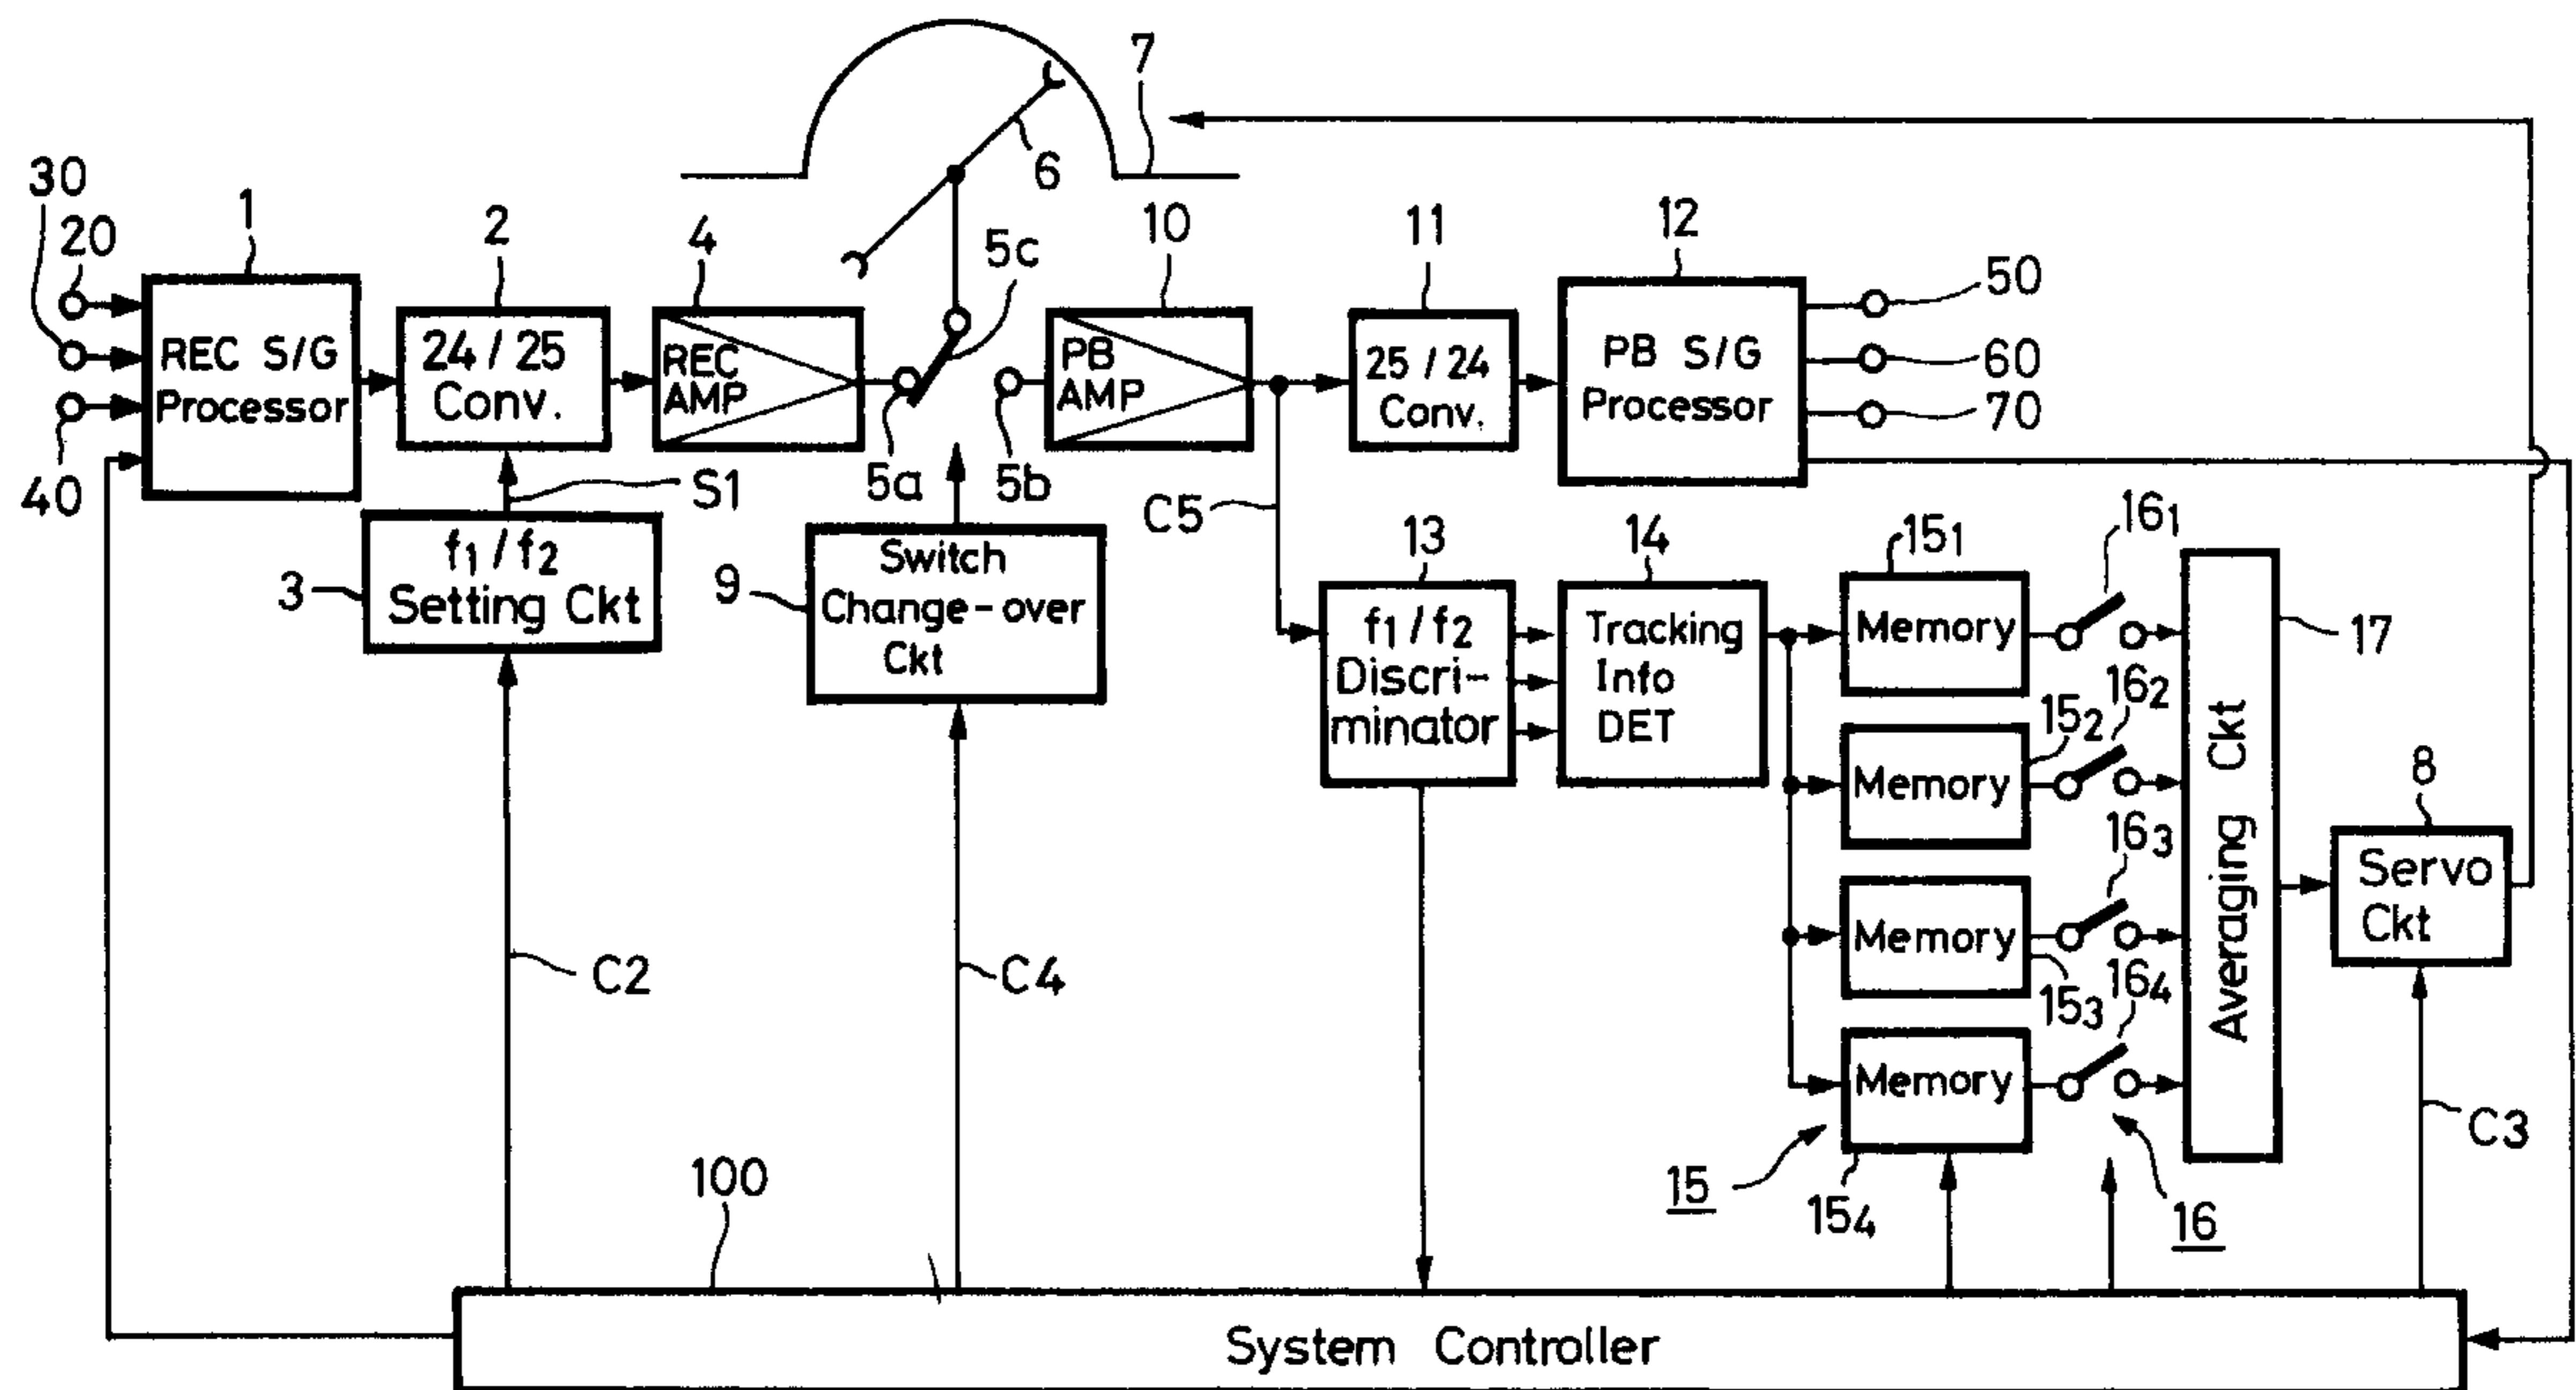 7
6
30
20
40
1
REC S/G
Processor
2
24 / 25
Conv.
S1
f1 / f2
Setting Ckt
3
4
REC
AMP
5a
5c
5b
10
PB
AMP
11
25 / 24
Conv.
12
PB S/G
Processor
50
60
70
9
Switch
Change-over
Ckt
C5
13
f1 / f2
Discri-
minator
14
Tracking
Info
DET
151
Memory
161
152
Memory
162
Memory
153
163
Memory
154
164
15
16
17
Averaging Ckt
8
Servo
Ckt
C2
C4
C3
100
System Controller